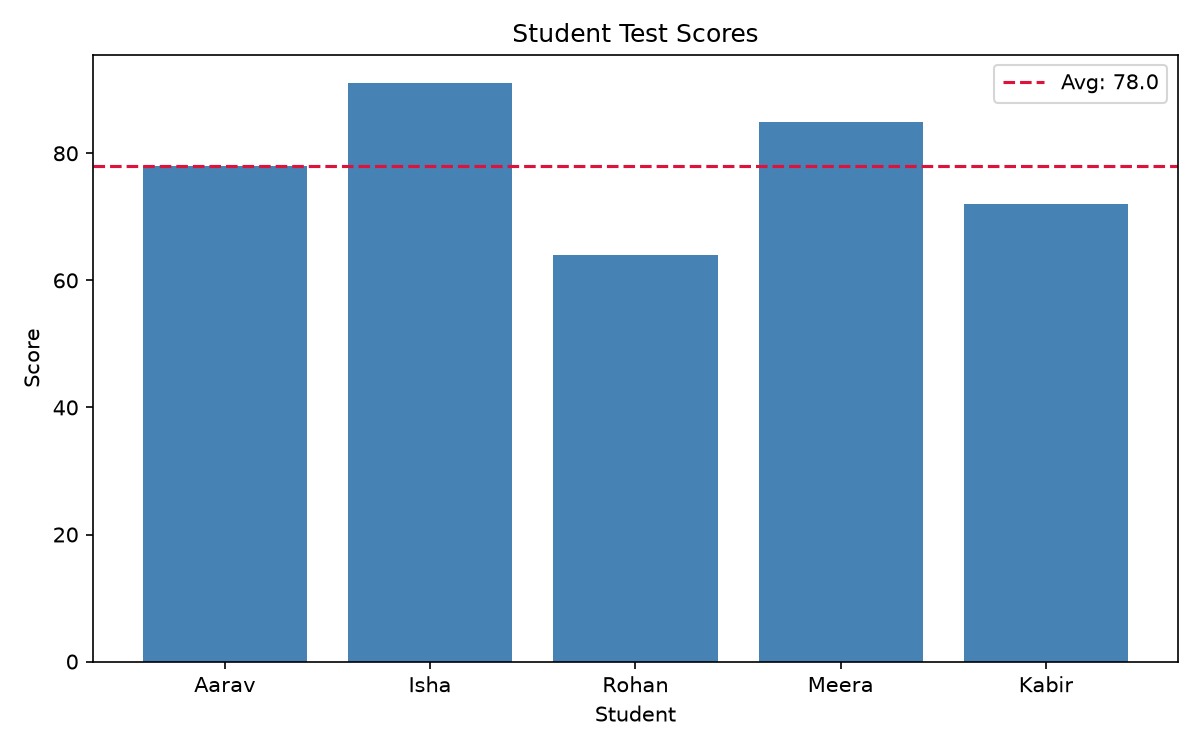 Student Test Scores
Avg: 78.0
80
60
40
20
0
Score
Aarav Isha Rohan Meera Kabir
Student